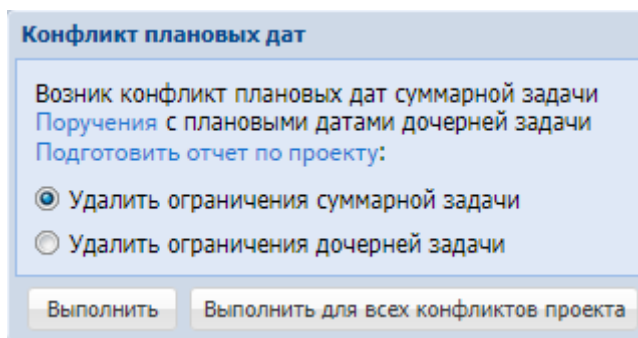 Конфликт плановых дат
Возник конфликт плановых дат суммарной задачи
Поручения с плановыми датами дочерней задачи
Подготовить отчет по проекту:
Удалить ограничения суммарной задачи
Удалить ограничения дочерней задачи
Выполнить
Выполнить для всех конфликтов проекта